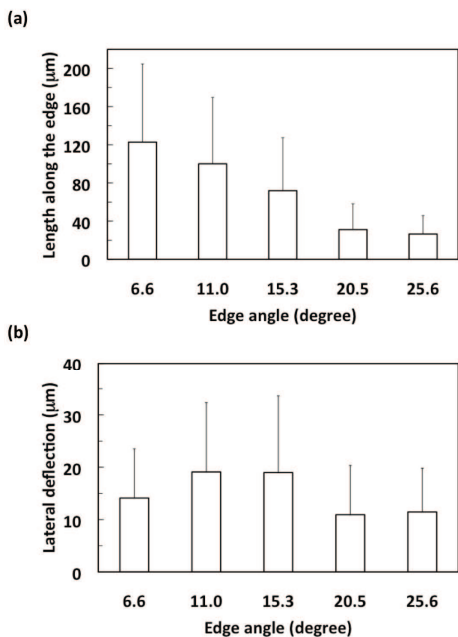 (a)
Length along the edge (μm)
200
160
120
80
40
0
6.6 11.0 15.3 20.5 25.6
Edge angle (degree)
(b)
Lateral deflection (μm)
40
30
20
10
0
6.6 11.0 15.3 20.5 25.6
Edge angle (degree)